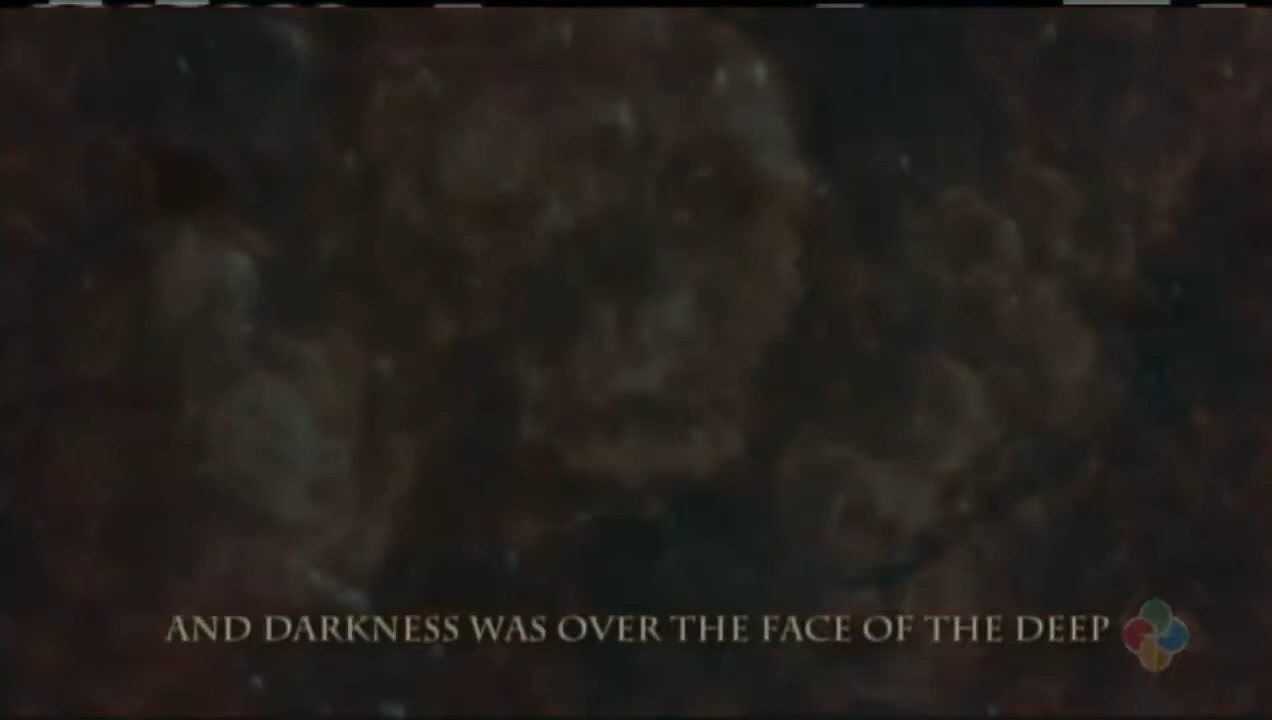 AND DARKNESS WAS OVER THE FACE OF THE DEEP